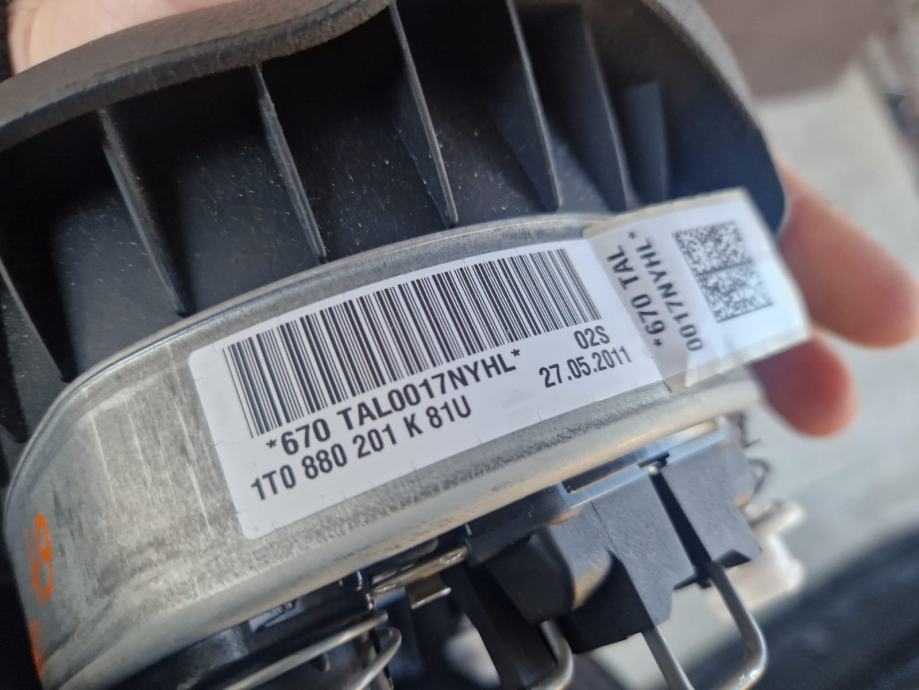 *670 TAL0017NYHL*
02S
1T0 880 201 K 81U
27.05.2011
*670 TAL
0017NYHL*